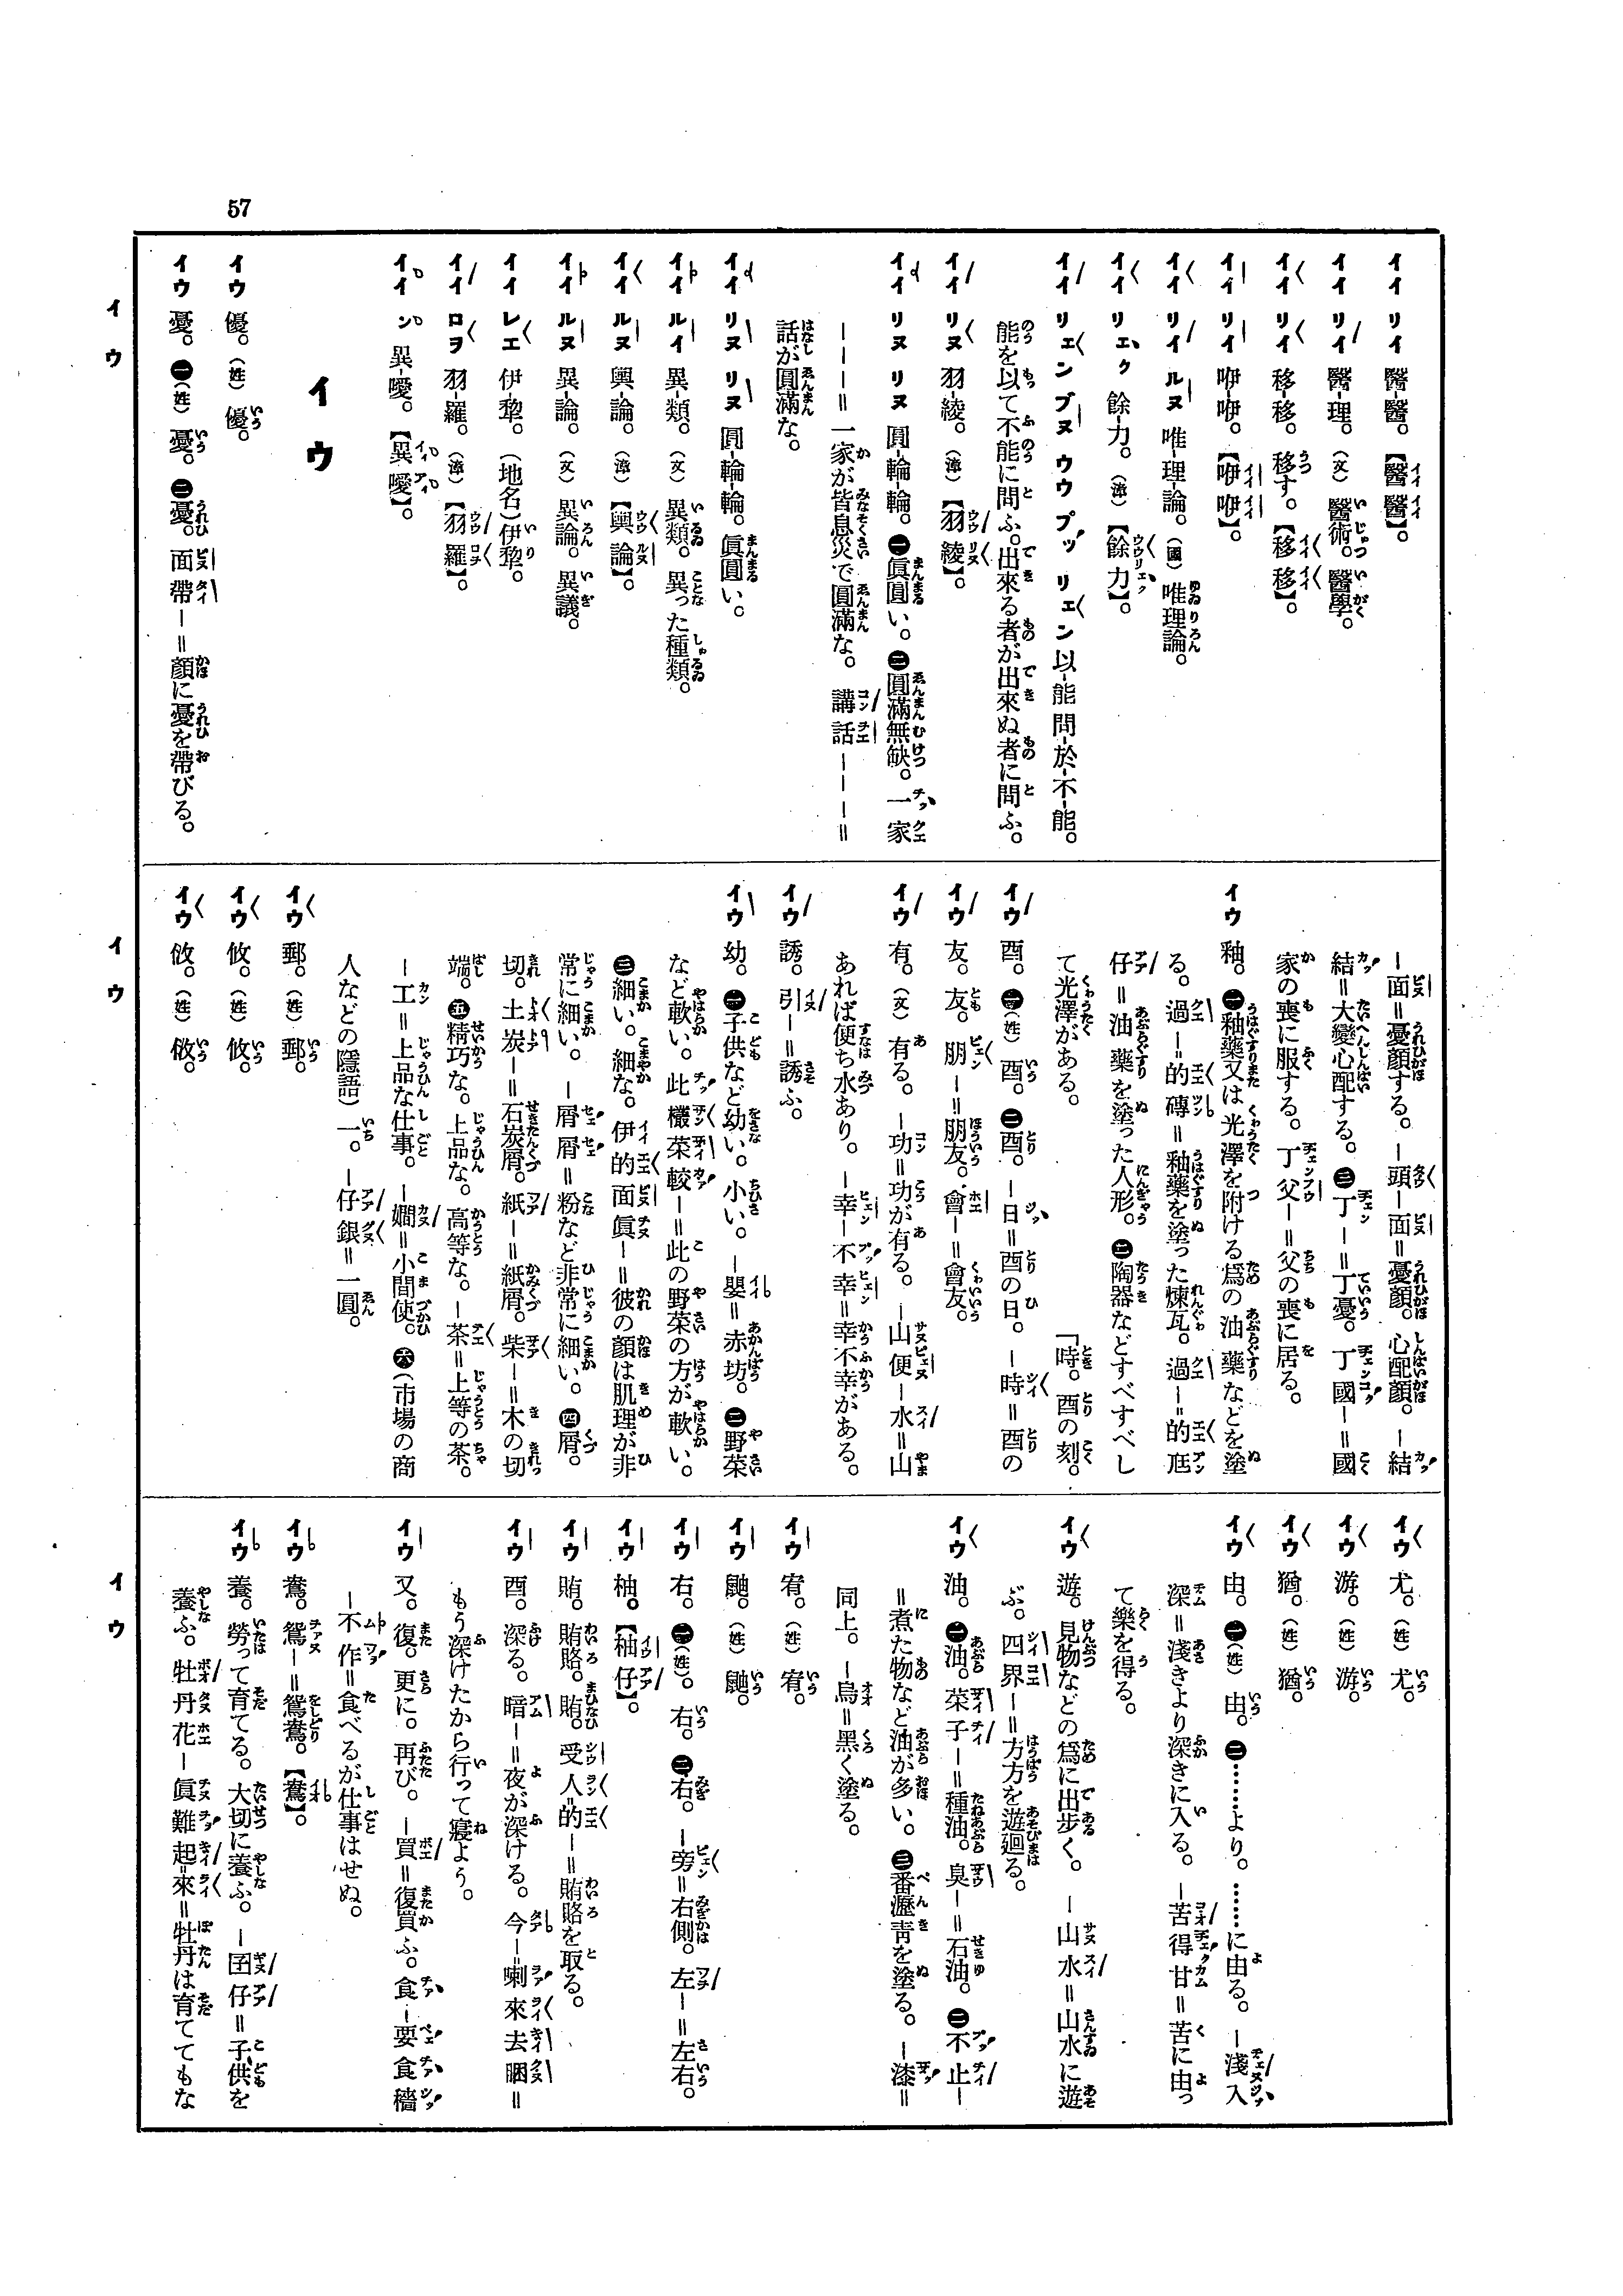 57
イイ リイ 醫-醫。【醫醫】。
イイ リイ 醫-理。(文) 醫術。醫學。
イイ リイ 移-移。移す。【移移】。
イイ リイ 咿-咿。【咿咿】。
イイ リイ ルヌ 唯-理論。(國) 唯理論。
イイ リェク 餘-力。(漳)【餘力】。
イイ リェン ブヌ ウウ プッ リェン 以-能 問-於-不-能。
能を以て不能に問ふ。出來る者が出來ぬ者に問ふ。
イイ リヌ 羽-綾。(漳)【羽綾】。
イイ リヌ リヌ 圓-輪-輪。㊀眞圓い。㊁圓滿無缺。一家
————＝一家が皆息災で圓滿な。 講話————＝
話が圓滿な。
イイ リヌ リヌ 圓-輪-輪。眞圓い。
イイ ルイ 異-類。(文) 異類。異った種類。
イイ ルヌ 輿-論。(漳)【輿論】。
イイ ルヌ 異-論。(文) 異論。異議。
イイ レエ 伊-犂。(地名)伊犂。
イイ ロヲ 羽-羅。(漳)【羽羅】。
イイ ン 異-噯。【異噯】。
イウ
イウ 優。(姓) 優。
イウ 憂。㊀(姓) 憂。㊁憂。面帶—＝顏に憂を帶びる。
—面＝憂顏する。—頭—面＝憂顏。心配顏。—結
結＝大變心配する。㊂丁—＝丁憂。丁國—＝國
家の喪に服する。丁父—＝父の喪に居る。
イウ 釉。㊀釉藥又は光澤を附ける爲の油藥などを塗
る。過—的磚＝釉藥を塗った煉瓦。過—的尫
仔＝油藥を塗った人形。㊁陶器などすべすべし
て光澤がある。
「時。酉の刻。
イウ 酉。㊀(姓) 酉。㊁酉。—日＝酉の日。—時＝酉の
イウ 友。友。朋—＝朋友。會—＝會友。
イウ 有。(文) 有る。—功＝功が有る。—山便—水＝山
あれば便ち水あり。—幸—不幸＝幸不幸がある。
イウ 誘。引—＝誘ふ。
イウ 幼。㊀子供など幼い。小い。—嬰＝赤坊。㊁野菜
など軟い。此欉菜較—＝此の野菜の方が軟い。
㊂細い。細な。伊的面眞—＝彼の顏は肌理が非
常に細い。—屑屑＝粉など非常に細い。㊃屑。
切。土炭—＝石炭屑。紙—＝紙屑。柴—＝木の切
端。㊄精巧な。上品な。高等な。—茶＝上等の茶。
—工＝上品な仕事。—嫺＝小間使。㊅(市場の商
人などの隱語) 一。—仔銀＝一圓。
イウ 郵。(姓) 郵。
イウ 攸。(姓) 攸。
イウ 攸。(姓) 攸。
イウ 尤。(姓) 尤。
イウ 游。(姓) 游。
イウ 猶。(姓) 猶。
イウ 由。㊀(姓) 由。㊁……より。……に由る。—淺入
深＝淺きより深きに入る。—苦得甘＝苦に由っ
て樂を得る。
イウ 遊。見物などの爲に出步く。—山水＝山水に遊
ぶ。四界—＝方方を遊廻る。
イウ 油。㊀油。菜子—＝種油。臭—＝石油。㊁不止—
＝煮た物など油が多い。㊂番瀝靑を塗る。—漆＝
同上。—烏＝黑く塗る。
イウ 宥。(姓) 宥。
イウ 鼬。(姓) 鼬。
イウ 右。㊀(姓)。右。㊁右。—旁＝右側。左—＝左右。
イウ 柚。【柚仔】。
イウ 賄。賄賂。賄。受人的—＝賄賂を取る。
イウ 酉。深る。暗—＝夜が深ける。今—喇來去睏＝
もう深けたから行って寢よう。
イウ 又。復。更に。再び。—買＝復買ふ。食—要食穡
—不作＝食べるが仕事はせぬ。
イウ 鴦。鴛—＝鴛鴦。【鴦】。
イウ 養。勞って育てる。大切に養ふ。—囝仔＝子供を
養ふ。牡丹花—眞難起來＝牡丹は育ててもな
イウ
イウ
イウ